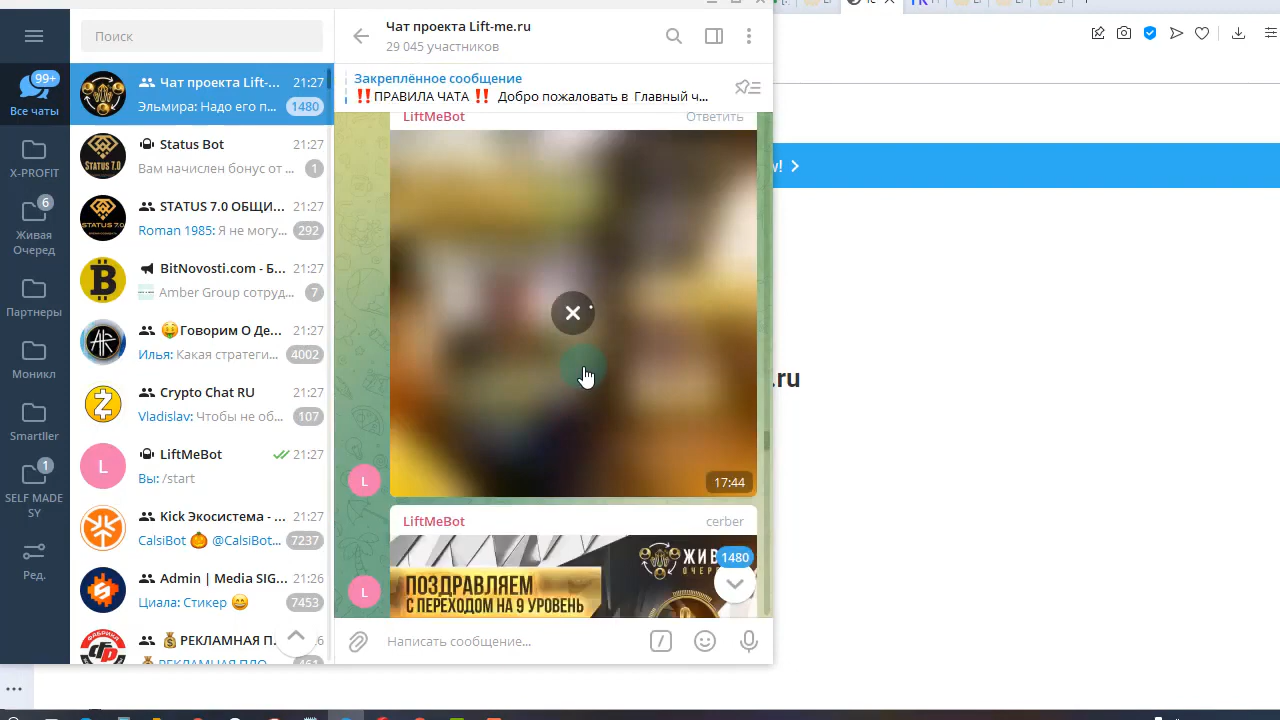 Поиск
Все чаты
99+
X-PROFIT
6
Живая
Очеред.
Партнеры
Моникл
Smartller
1
SELF MADE
SY
Ред.
Чат проекта Lift-... 21:27
Эльмира: Надо его п... 1480
Status Bot 21:27
Вам начислен бонус от ... 1
STATUS 7.0 ОБЩИ... 21:27
Roman 1985: Я не могу... 292
BitNovosti.com - Б... 21:27
Amber Group сотруд... 7
Говорим О Де... 21:27
Илья: Какая стратеги... 4002
Crypto Chat RU 21:27
Vladislav: Чтобы не об... 107
L
LiftMeBot 21:27
Вы: /start
Kick Экосистема - ... 21:27
CalsiBot 🎃 @CalsiBot... 7237
Admin | Media SIG... 21:26
Циала: Стикер 😄 7453
💰РЕКЛАМНАЯ П...
Чат проекта Lift-me.ru
29 045 участников
Закреплённое сообщение
‼️ПРАВИЛА ЧАТА ‼️ Добро пожаловать в Главный ч...
LiftMeBot Ответить
17:44
L
LiftMeBot cerber
ПОЗДРАВЛЯЕМ
С ПЕРЕХОДОМ НА 9 УРОВЕНЬ
1480
L
Написать сообщение...
w!
.ru